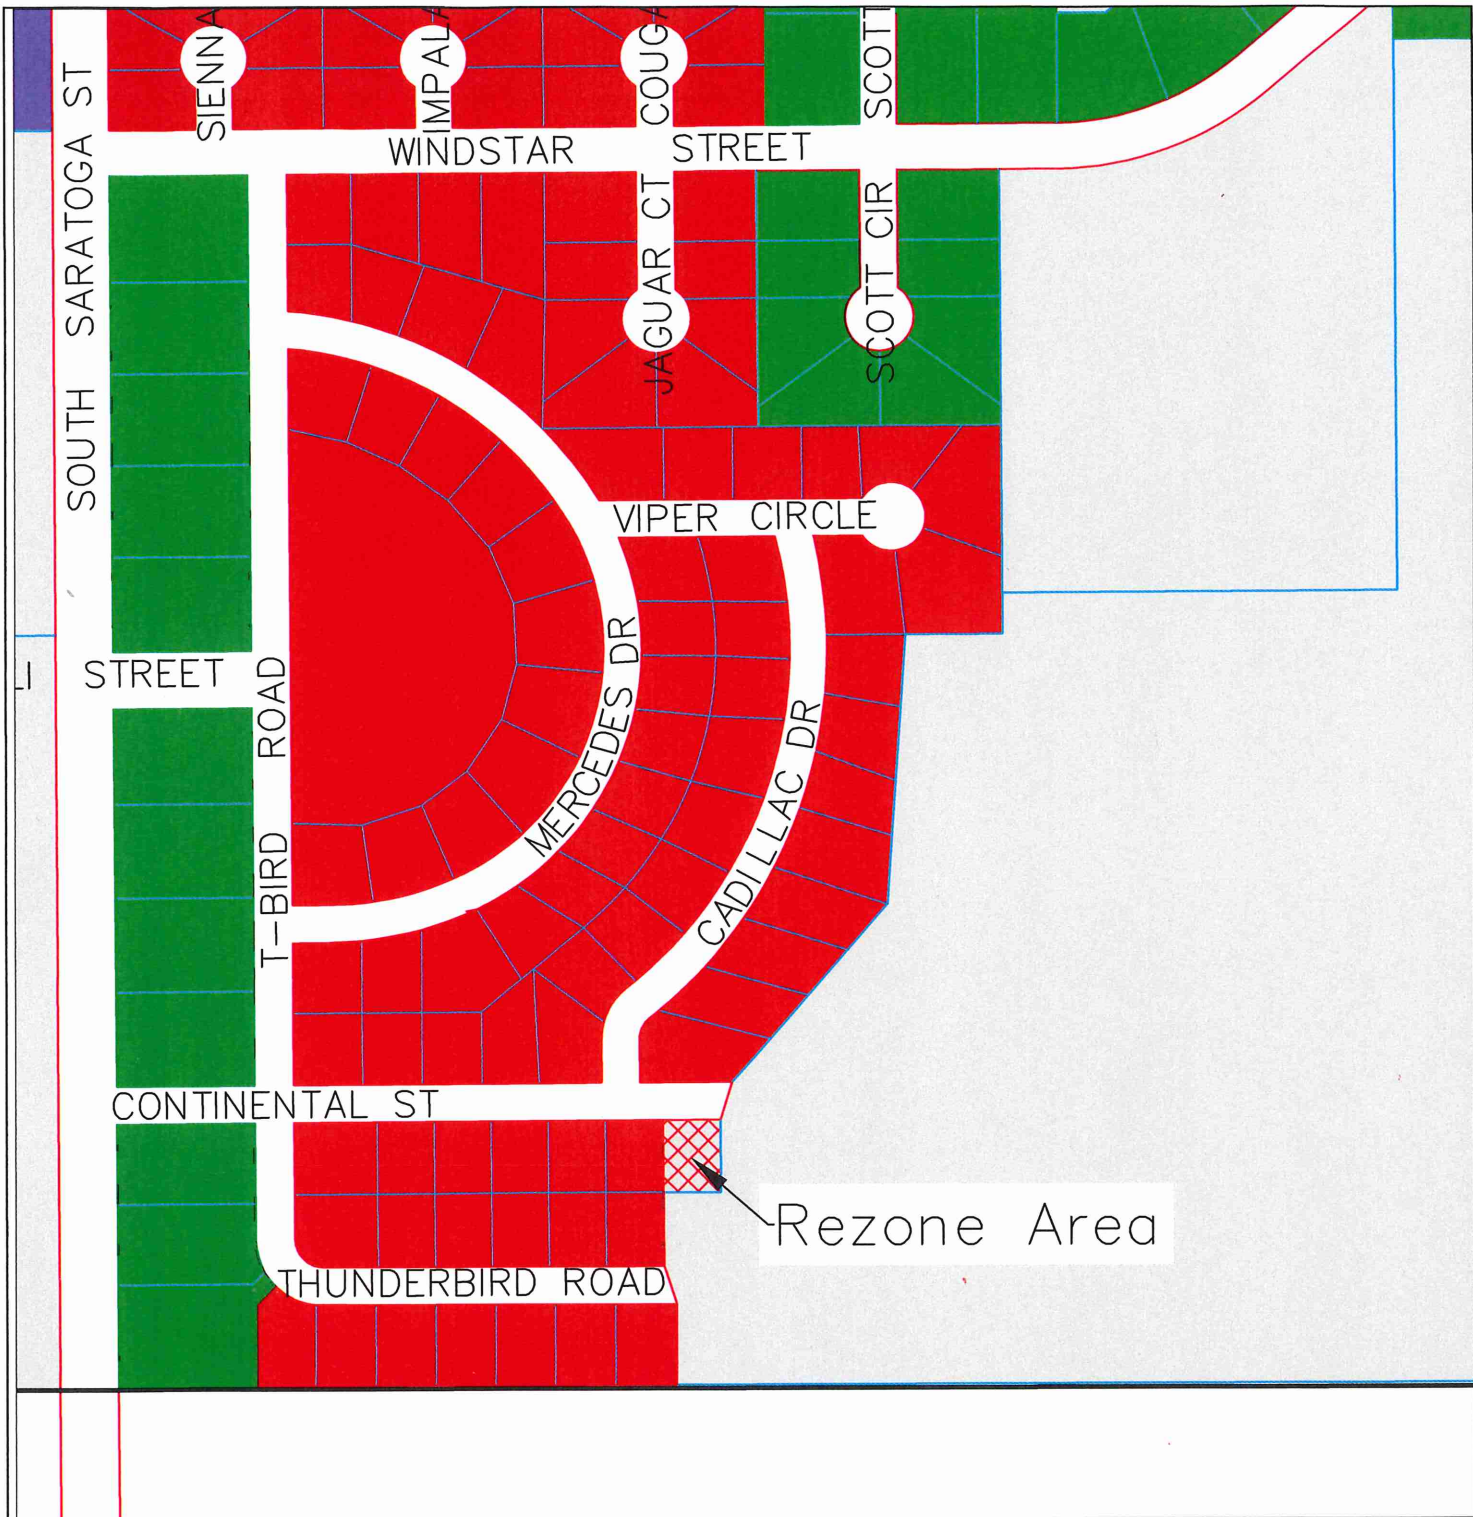 SIENNA
IMPALA
COUGA
SCOTT
SOUTH SARATOGA ST
WINDSTAR STREET
JAGUAR CT
SCOTT CIR
VIPER CIRCLE
STREET
T-BIRD ROAD
MERCEDES DR
CADILLAC DR
CONTINENTAL ST
Rezone Area
THUNDERBIRD ROAD